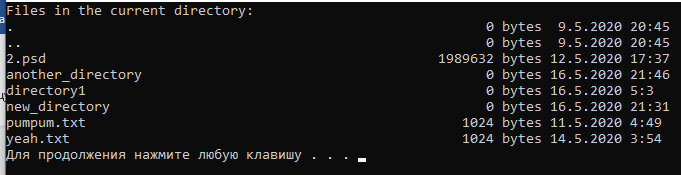 Files in the current directory:
. 0 bytes 9.5.2020 20:45
.. 0 bytes 9.5.2020 20:45
2.psd 1989632 bytes 12.5.2020 17:37
another_directory 0 bytes 16.5.2020 21:46
directory1 0 bytes 16.5.2020 5:3
new_directory 0 bytes 16.5.2020 21:31
pumpum.txt 1024 bytes 11.5.2020 4:49
yeah.txt 1024 bytes 14.5.2020 3:54
Для продолжения нажмите любую клавишу . . .